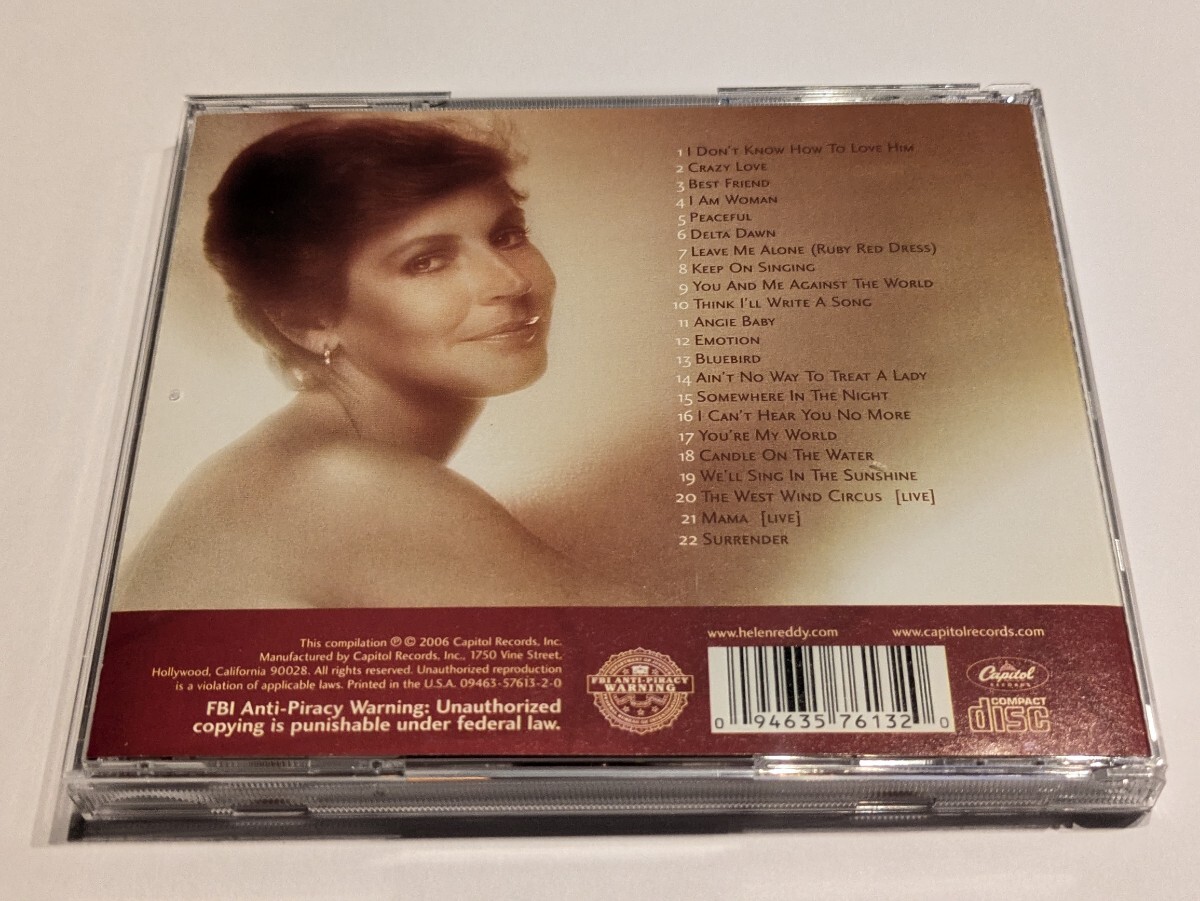 1 I Don't Know How To Love Him
2 Crazy Love
3 Best Friend
4 I Am Woman
5 Peaceful
6 Delta Dawn
7 Leave Me Alone (Ruby Red Dress)
8 Keep On Singing
9 You And Me Against The World
10 Think I'll Write A Song
11 Angie Baby
12 Emotion
13 Bluebird
14 Ain't No Way To Treat A Lady
15 Somewhere In The Night
16 I Can't Hear You No More
17 You're My World
18 Candle On The Water
19 We'll Sing In The Sunshine
20 The West Wind Circus [Live]
21 Mama [Live]
22 Surrender
This compilation ℗ © 2006 Capitol Records, Inc.
Manufactured by Capitol Records, Inc., 1750 Vine Street,
Hollywood, California 90028. All rights reserved. Unauthorized reproduction
is a violation of applicable laws. Printed in the U.S.A. 09463-57613-2-0
FBI Anti-Piracy Warning: Unauthorized
copying is punishable under federal law.
FBI ANTI-PIRACY
WARNING
www.helenreddy.com
www.capitolrecords.com
0 94635 76132 0
Capitol
RECORDS
COMPACT
disc